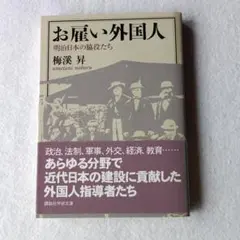 お雇い外国人
明治日本の脇役たち
梅溪 昇
政治、法制、軍事、外交、経済、教育……
あらゆる分野で
近代日本の建設に貢献した
外国人指導者たち
講談社学術文庫